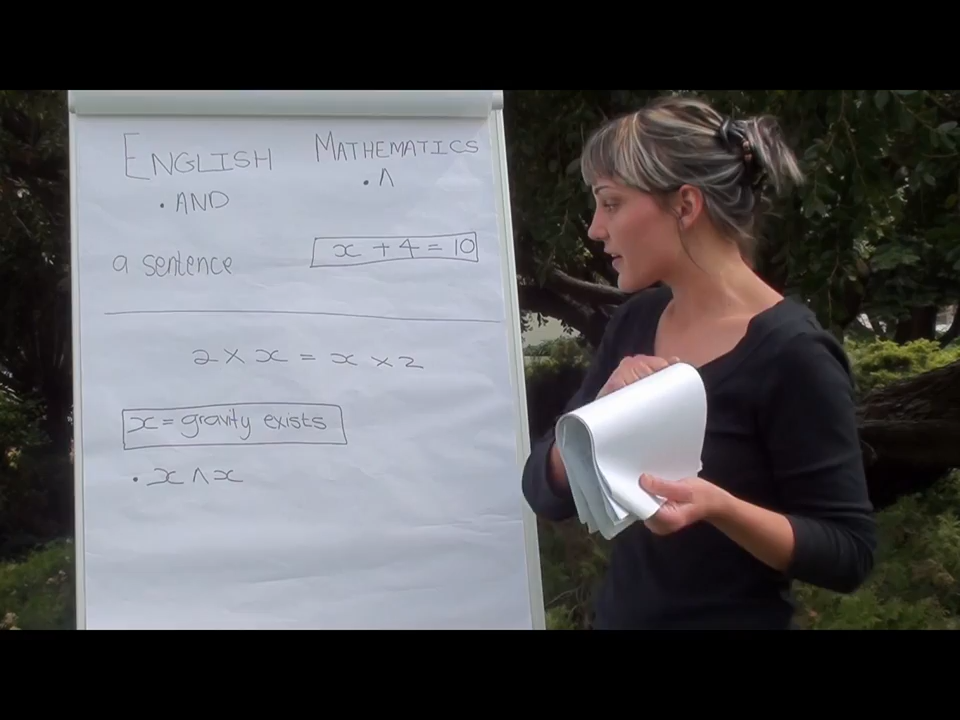 ENGLISH MATHEMATICS
• AND • ∧
a sentence x + 4 = 10
2 × x = x × 2
x = gravity exists
• x ∧ x